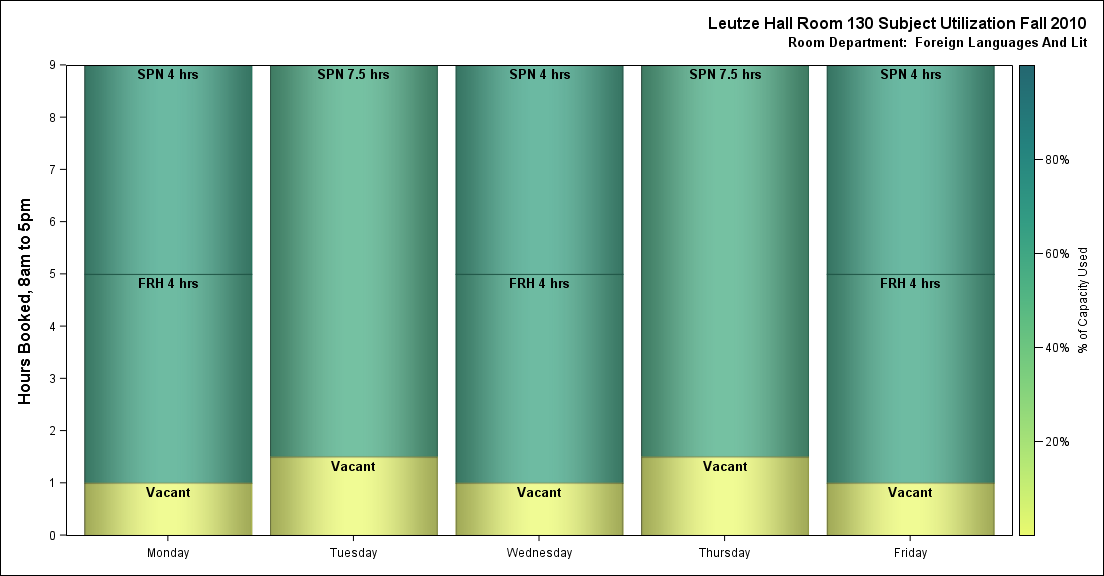 Leutze Hall Room 130 Subject Utilization Fall 2010
Room Department: Foreign Languages And Lit
Hours Booked, 8am to 5pm
9
8
7
6
5
4
3
2
1
0
SPN 4 hrs
SPN 7.5 hrs
SPN 4 hrs
SPN 7.5 hrs
SPN 4 hrs
FRH 4 hrs
FRH 4 hrs
FRH 4 hrs
Vacant
Vacant
Vacant
Vacant
Vacant
Monday
Tuesday
Wednesday
Thursday
Friday
80%
60%
40%
20%
% of Capacity Used